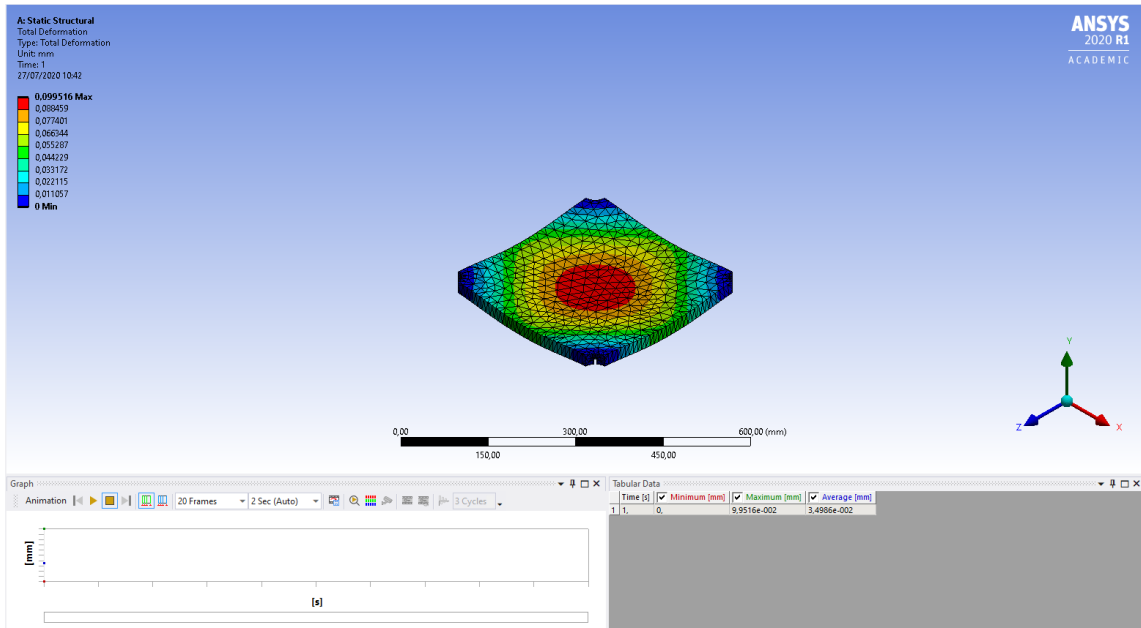 A: Static Structural
Total Deformation
Type: Total Deformation
Unit: mm
Time: 1
27/07/2020 10:42
ANSYS
2020 R1
ACADEMIC
0,099516 Max
0,088459
0,077401
0,066344
0,055287
0,044229
0,033172
0,022115
0,011057
0 Min
Y
Z
X
0,00 300,00 600,00 (mm)
150,00 450,00
Graph
Animation 20 Frames 2 Sec (Auto) 3 Cycles
[mm]
[s]
Tabular Data
Time [s] Minimum [mm] Maximum [mm] Average [mm]
1 1, 0, 9,9516e-002 3,4986e-002